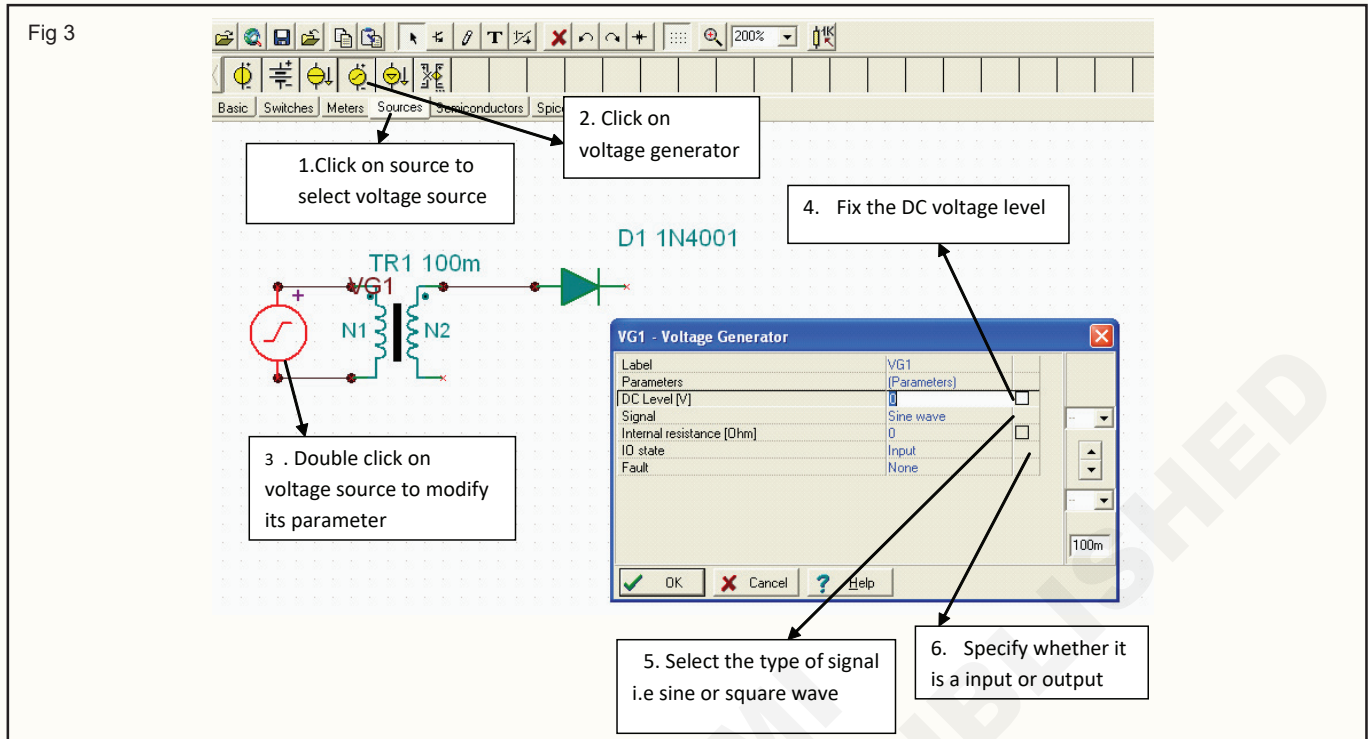 Fig 3
T
200%
1K
Basic Switches Meters Sources Semiconductors Spic
2. Click on
voltage generator
1.Click on source to
select voltage source
4. Fix the DC voltage level
D1 1N4001
TR1 100m
VG1
+
N1 N2
VG1 - Voltage Generator
Label VG1
Parameters (Parameters)
DC Level [V] 0
Signal Sine wave
Internal resistance [Ohm] 0
IO state Input
Fault None
--
--
100m
OK Cancel ? Help
3 . Double click on
voltage source to modify
its parameter
5. Select the type of signal
i.e sine or square wave
6. Specify whether it
is a input or output